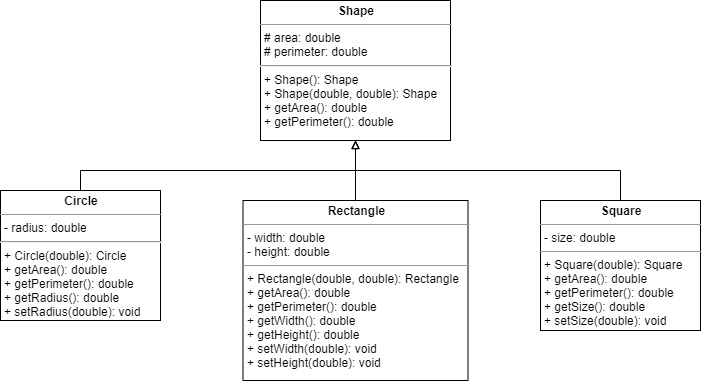 Shape
# area: double
# perimeter: double
+ Shape(): Shape
+ Shape(double, double): Shape
+ getArea(): double
+ getPerimeter(): double
Circle
- radius: double
+ Circle(double): Circle
+ getArea(): double
+ getPerimeter(): double
+ getRadius(): double
+ setRadius(double): void
Rectangle
- width: double
- height: double
+ Rectangle(double, double): Rectangle
+ getArea(): double
+ getPerimeter(): double
+ getWidth(): double
+ getHeight(): double
+ setWidth(double): void
+ setHeight(double): void
Square
- size: double
+ Square(double): Square
+ getArea(): double
+ getPerimeter(): double
+ getSize(): double
+ setSize(double): void